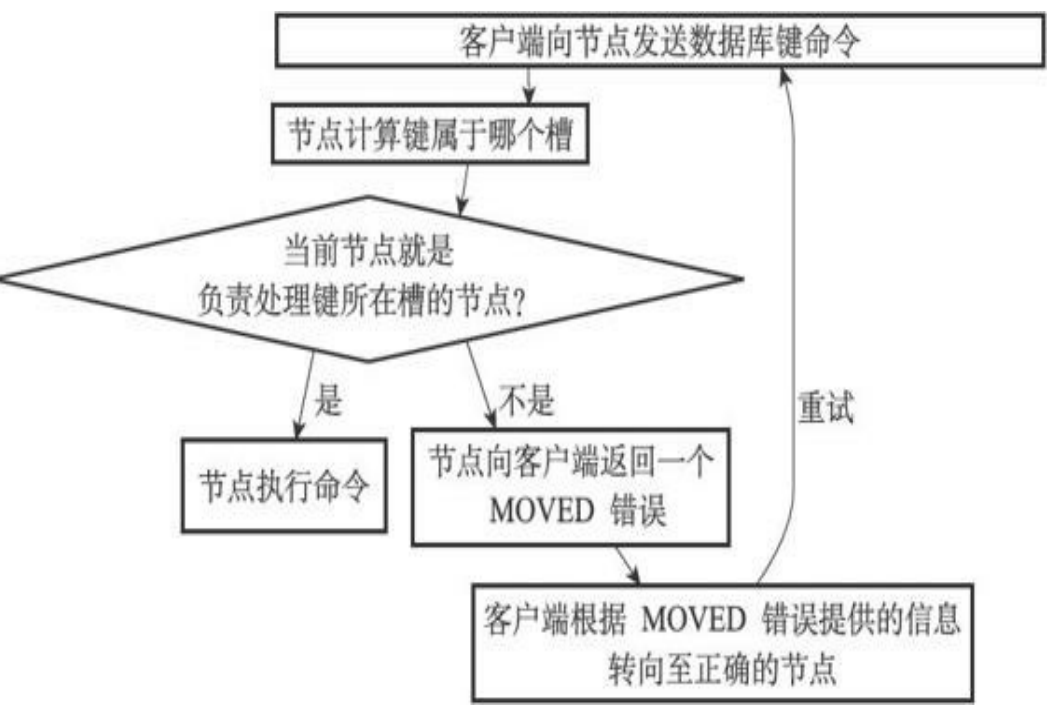 客户端向节点发送数据库键命令
节点计算键属于哪个槽
当前节点就是
负责处理键所在槽的节点?
是
不是
重试
节点执行命令
节点向客户端返回一个
MOVED 错误
客户端根据 MOVED 错误提供的信息
转向至正确的节点